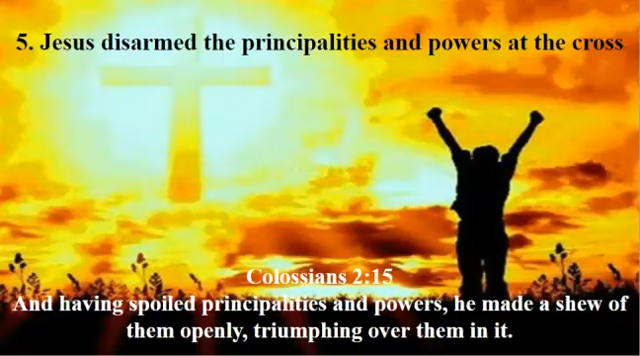 5. Jesus disarmed the principalities and powers at the cross
Colossians 2:15
And having spoiled principalities and powers, he made a shew of
them openly, triumphing over them in it.